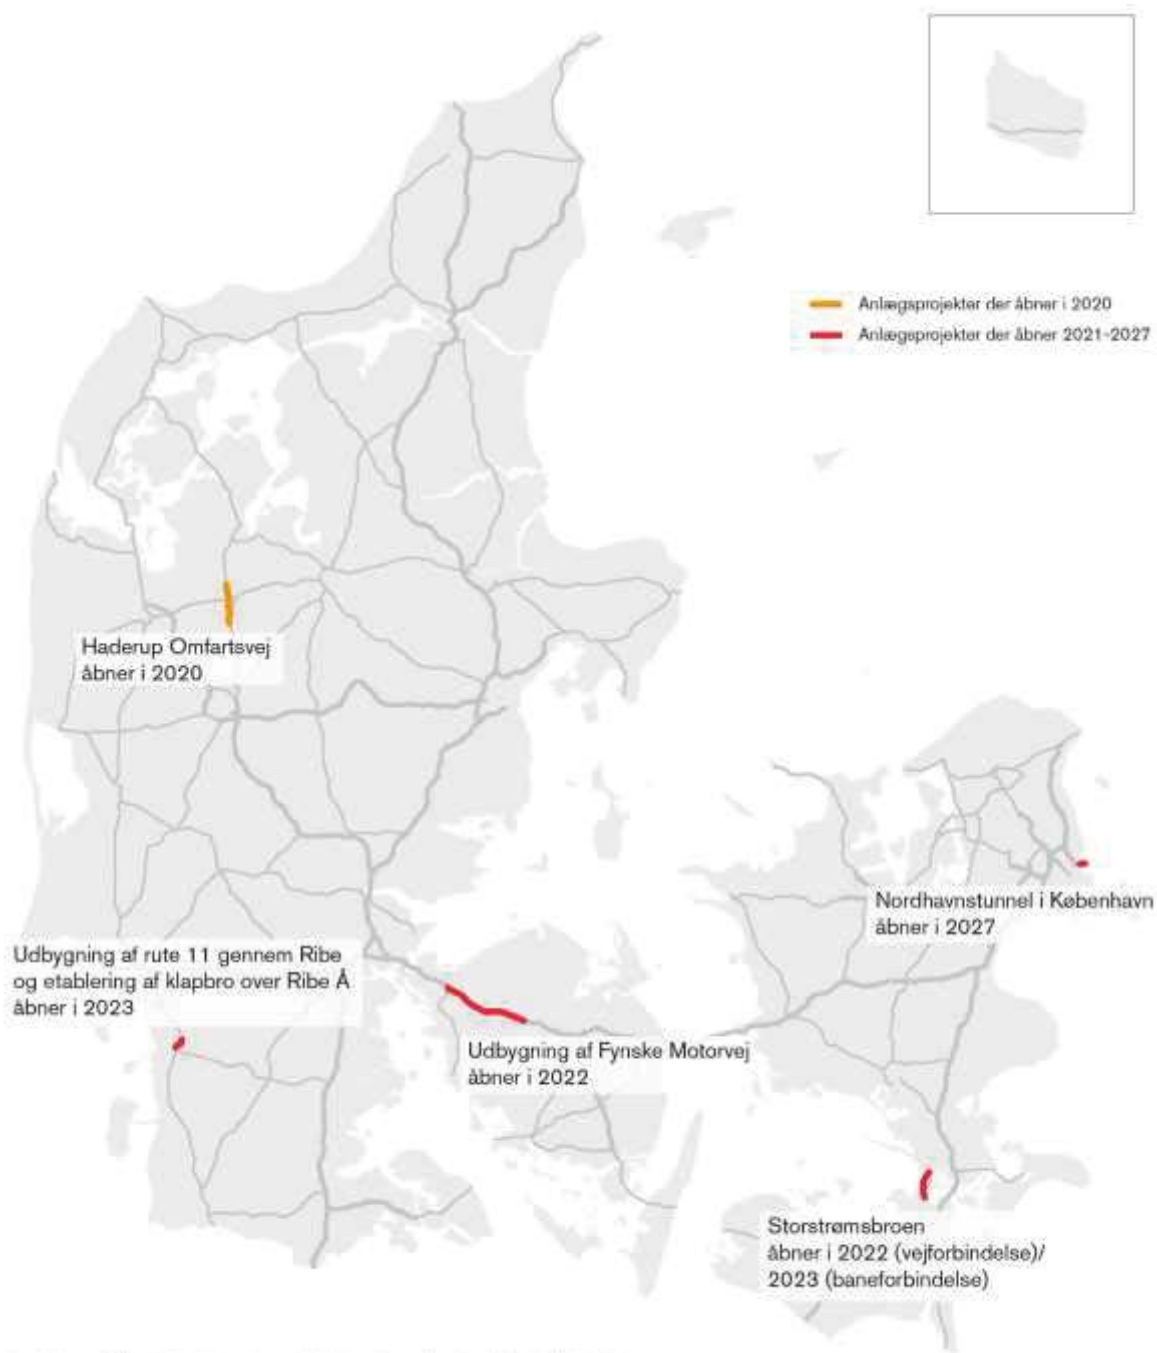 Anlægsprojekter der åbner i 2020
Anlægsprojekter der åbner 2021-2027
Haderup Omfartsvej
åbner i 2020
Nordhavnstunnel i København
åbner i 2027
Udbygning af rute 11 gennem Ribe
og etablering af klapbro over Ribe Å
åbner i 2023
Udbygning af Fynske Motorvej
åbner i 2022
Storstrømsbroen
åbner i 2022 (vejforbindelse)/
2023 (baneforbindelse)